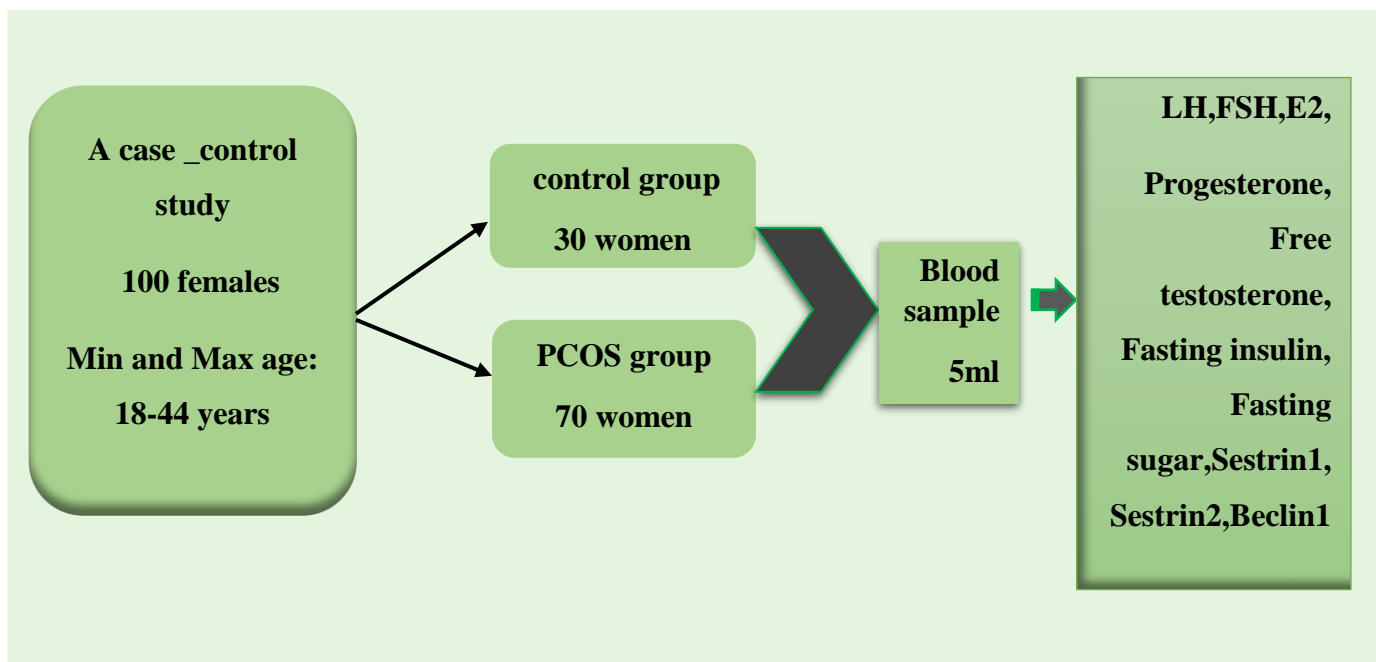 A case _control
study
100 females
Min and Max age:
18-44 years
control group
30 women
PCOS group
70 women
Blood
sample
5ml
LH,FSH,E2,
Progesterone,
Free
testosterone,
Fasting insulin,
Fasting
sugar,Sestrin1,
Sestrin2,Beclin1